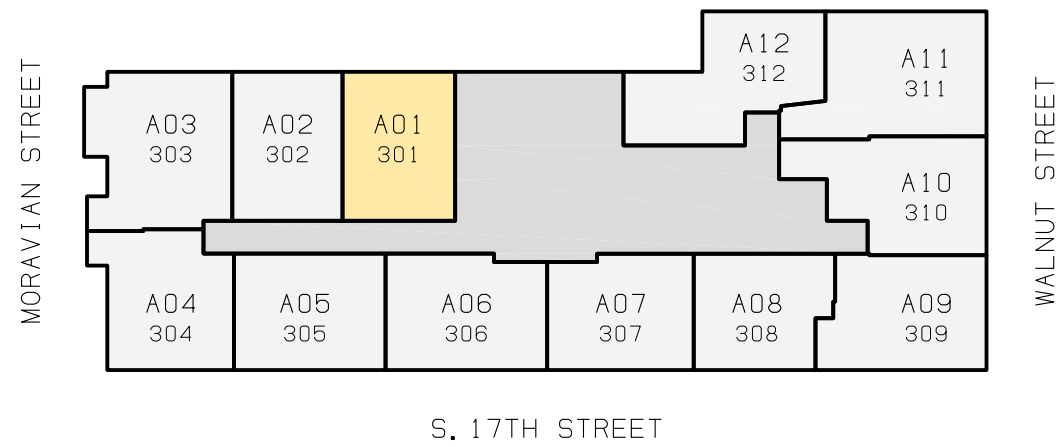 MORAVIAN STREET
A03
303
A02
302
A01
301
A12
312
A11
311
A10
310
A04
304
A05
305
A06
306
A07
307
A08
308
A09
309
WALNUT STREET
S. 17TH STREET